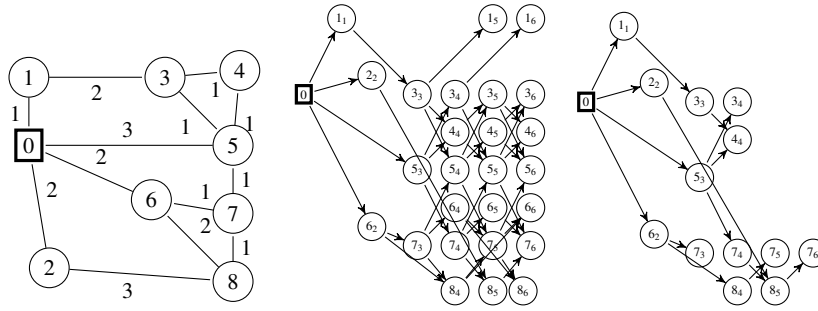 1 3 4
2 1
1 1 1
0 3 5
2
2 6 1 7 1
2 1
2 3 8
1₁ 1₅ 1₆
2₂
0 3₃ 3₄ 3₅ 3₆
4₄ 4₅ 4₆
5₃ 5₄ 5₅ 5₆
6₂ 6₄ 6₅ 6₆
7₃ 7₄ 7₅ 7₆
8₄ 8₅ 8₆
1₁
2₂
0 3₃ 3₄
4₄
5₃
6₂
7₃ 7₄ 7₅ 7₆
8₄ 8₅